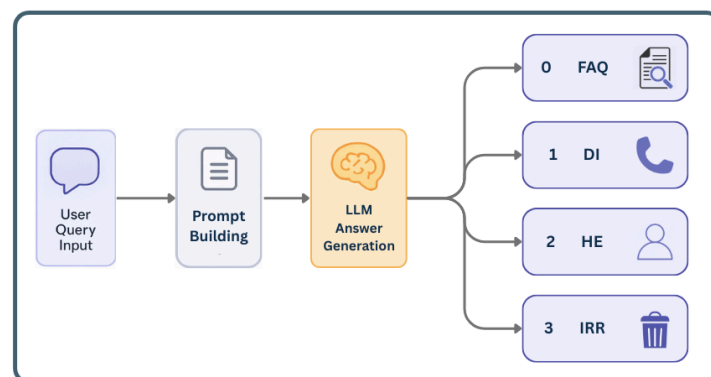 User
Query
Input
Prompt
Building
LLM
Answer
Generation
0 FAQ
1 DI
2 HE
3 IRR